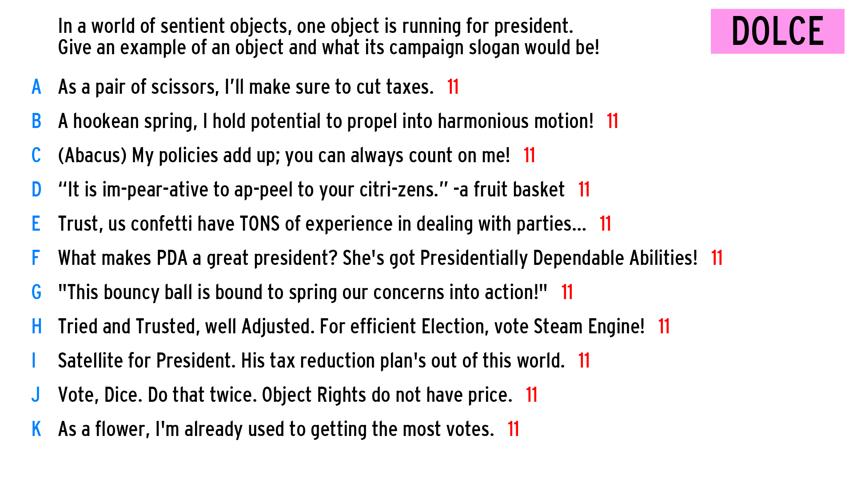 In a world of sentient objects, one object is running for president.
Give an example of an object and what its campaign slogan would be!
DOLCE
A As a pair of scissors, I'll make sure to cut taxes. 11
B A hookean spring, I hold potential to propel into harmonious motion! 11
C (Abacus) My policies add up; you can always count on me! 11
D “It is im-pear-ative to ap-peel to your citri-zens.” -a fruit basket 11
E Trust, us confetti have TONS of experience in dealing with parties... 11
F What makes PDA a great president? She's got Presidentially Dependable Abilities! 11
G "This bouncy ball is bound to spring our concerns into action!" 11
H Tried and Trusted, well Adjusted. For efficient Election, vote Steam Engine! 11
I Satellite for President. His tax reduction plan's out of this world. 11
J Vote, Dice. Do that twice. Object Rights do not have price. 11
K As a flower, I'm already used to getting the most votes. 11